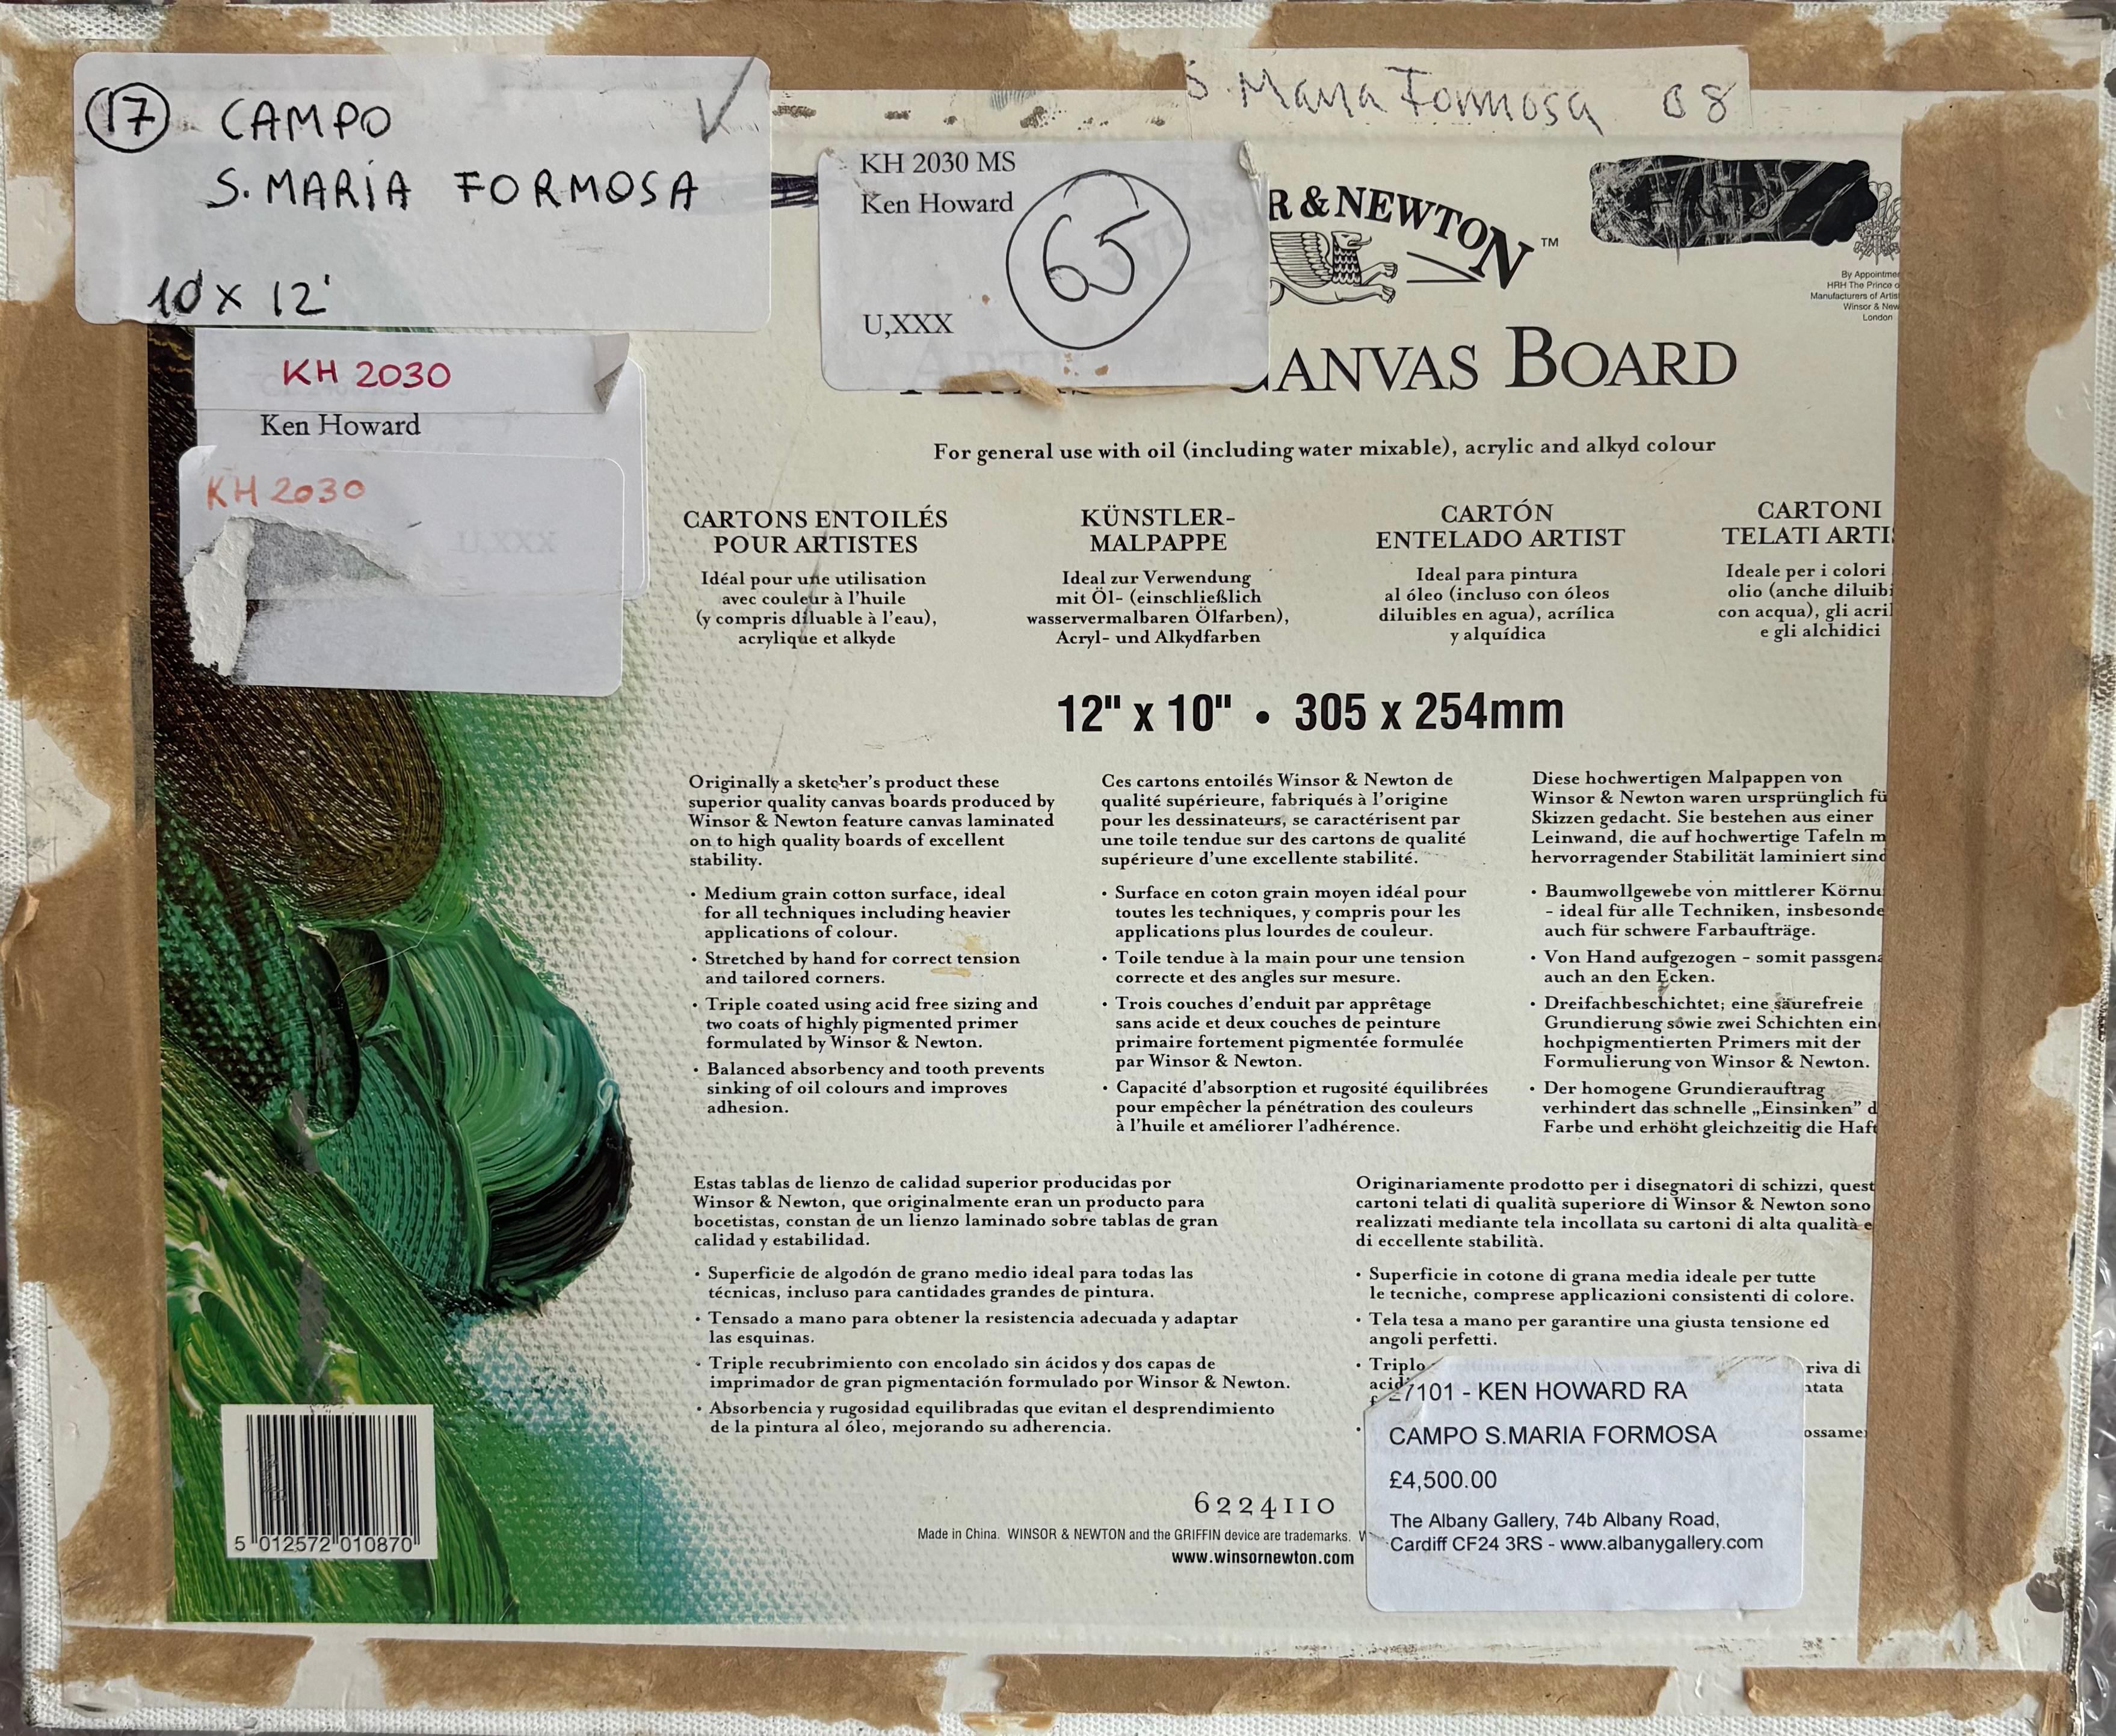 17 CAMPO
S. MARIA FORMOSA
10 x 12'
S. Maria Formosa 08
KH 2030 MS
Ken Howard
65
U,XXX
R & NEWTON™
By Appointmen
HRH The Prince o
Manufacturers of Artis
Winsor & New
London
KH 2030
Ken Howard
KH 2030
U,XXX
CANVAS BOARD
For general use with oil (including water mixable), acrylic and alkyd colour
CARTONS ENTOILÉS
POUR ARTISTES
Idéal pour une utilisation
avec couleur à l'huile
(y compris diluable à l'eau),
acrylique et alkyde
KÜNSTLER-
MALPAPPE
Ideal zur Verwendung
mit Öl- (einschließlich
wasservermalbaren Ölfarben),
Acryl- und Alkydfarben
CARTÓN
ENTELADO ARTIST
Ideal para pintura
al óleo (incluso con óleos
diluibles en agua), acrílica
y alquídica
CARTONI
TELATI ARTIS
Ideale per i colori
olio (anche diluibi
con acqua), gli acril
e gli alchidici
12" x 10" • 305 x 254mm
Originally a sketcher's product these
superior quality canvas boards produced by
Winsor & Newton feature canvas laminated
on to high quality boards of excellent
stability.
• Medium grain cotton surface, ideal
for all techniques including heavier
applications of colour.
• Stretched by hand for correct tension
and tailored corners.
• Triple coated using acid free sizing and
two coats of highly pigmented primer
formulated by Winsor & Newton.
• Balanced absorbency and tooth prevents
sinking of oil colours and improves
adhesion.
Ces cartons entoilés Winsor & Newton de
qualité supérieure, fabriqués à l'origine
pour les dessinateurs, se caractérisent par
une toile tendue sur des cartons de qualité
supérieure d'une excellente stabilité.
• Surface en coton grain moyen idéal pour
toutes les techniques, y compris pour les
applications plus lourdes de couleur.
• Toile tendue à la main pour une tension
correcte et des angles sur mesure.
• Trois couches d'enduit par apprêtage
sans acide et deux couches de peinture
primaire fortement pigmentée formulée
par Winsor & Newton.
• Capacité d'absorption et rugosité équilibrées
pour empêcher la pénétration des couleurs
à l'huile et améliorer l'adhérence.
Diese hochwertigen Malpappen von
Winsor & Newton waren ursprünglich fü
Skizzen gedacht. Sie bestehen aus einer
Leinwand, die auf hochwertige Tafeln m
hervorragender Stabilität laminiert sind
• Baumwollgewebe von mittlerer Körnu
– ideal für alle Techniken, insbesonde
auch für schwere Farbaufträge.
• Von Hand aufgezogen – somit passgena
auch an den Ecken.
• Dreifachbeschichtet; eine säurefreie
Grundierung sowie zwei Schichten ein
hochpigmentierten Primers mit der
Formulierung von Winsor & Newton.
• Der homogene Grundierauftrag
verhindert das schnelle „Einsinken" d
Farbe und erhöht gleichzeitig die Haft
Estas tablas de lienzo de calidad superior producidas por
Winsor & Newton, que originalmente eran un producto para
bocetistas, constan de un lienzo laminado sobre tablas de gran
calidad y estabilidad.
• Superficie de algodón de grano medio ideal para todas las
técnicas, incluso para cantidades grandes de pintura.
• Tensado a mano para obtener la resistencia adecuada y adaptar
las esquinas.
• Triple recubrimiento con encolado sin ácidos y dos capas de
imprimador de gran pigmentación formulado por Winsor & Newton.
• Absorbencia y rugosidad equilibradas que evitan el desprendimiento
de la pintura al óleo, mejorando su adherencia.
Originariamente prodotto per i disegnatori di schizzi, quest
cartoni telati di qualità superiore di Winsor & Newton sono
realizzati mediante tela incollata su cartoni di alta qualità e
di eccellente stabilità.
• Superficie in cotone di grana media ideale per tutte
le tecniche, comprese applicazioni consistenti di colore.
• Tela tesa a mano per garantire una giusta tensione ed
angoli perfetti.
• Triplo riva di
acid ntata
ossamen
27101 - KEN HOWARD RA
CAMPO S.MARIA FORMOSA
£4,500.00
The Albany Gallery, 74b Albany Road,
Cardiff CF24 3RS - www.albanygallery.com
6224110
Made in China. WINSOR & NEWTON and the GRIFFIN device are trademarks.
www.winsornewton.com
5 012572 010870